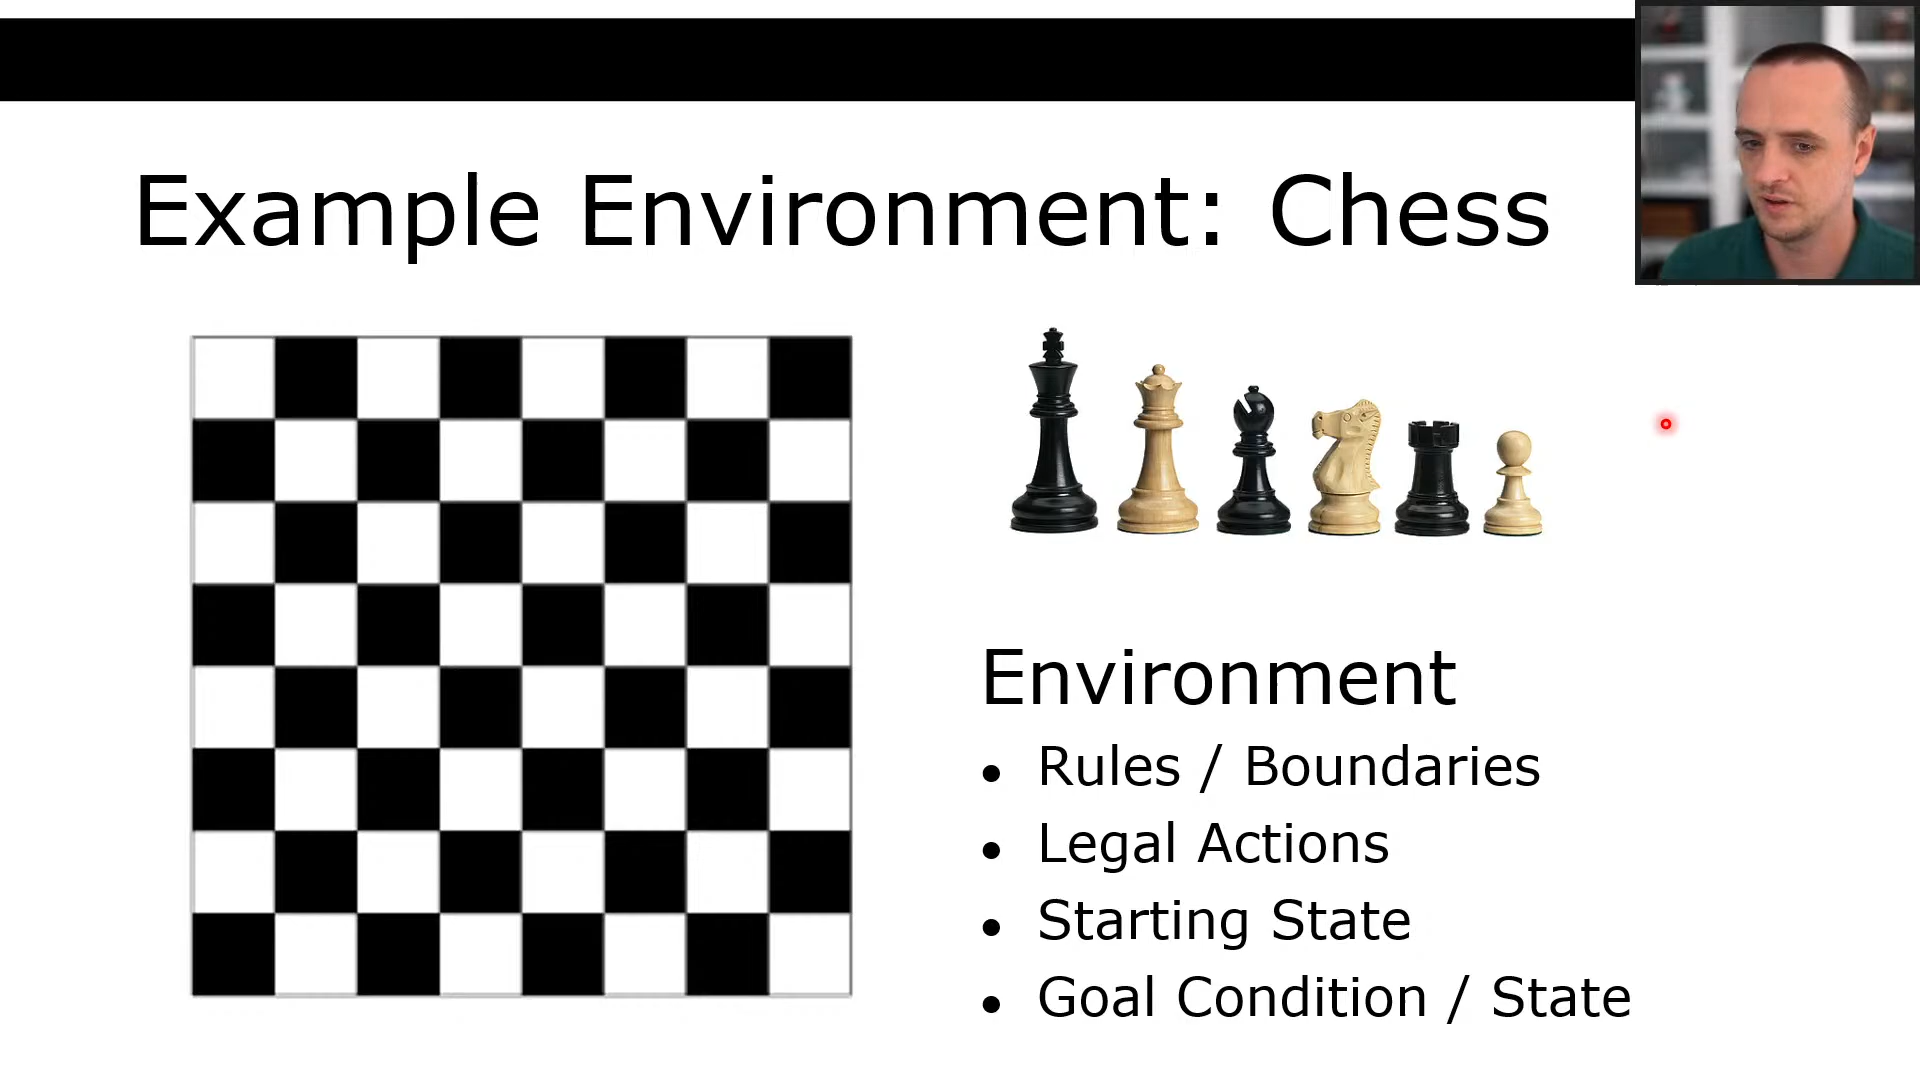 Example Environment: Chess
Environment
• Rules / Boundaries
• Legal Actions
• Starting State
• Goal Condition / State